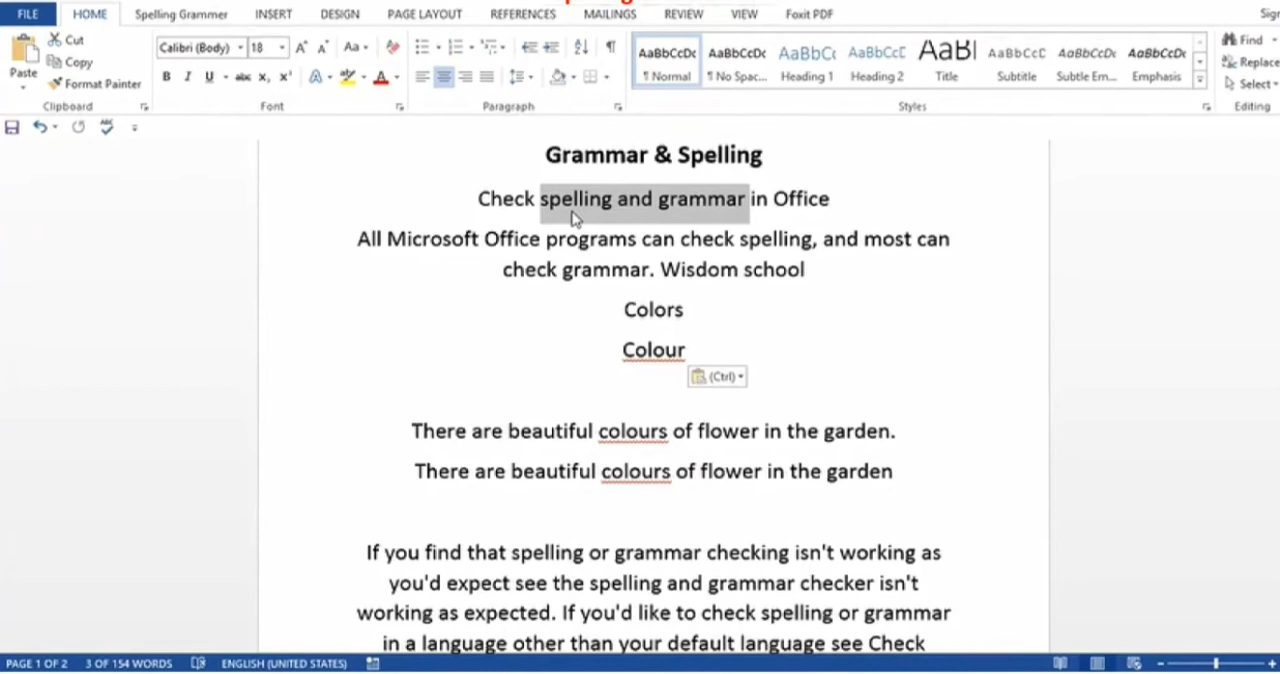 FILE HOME Spelling Grammer INSERT DESIGN PAGE LAYOUT REFERENCES MAILINGS REVIEW VIEW Foxit PDF
Cut
Copy
Format Painter
Paste
Clipboard
Calibri (Body) 18
B I U abc
Font
Paragraph
AaBbCcDc AaBbCcDc AaBbCc AaBbCcC AaBl AaBbCcC AaBbCcDc AaBbCcDc
¶ Normal ¶ No Spac... Heading 1 Heading 2 Title Subtitle Subtle Em... Emphasis
Styles
Find
Replace
Select
Editing
Grammar & Spelling
Check spelling and grammar in Office
All Microsoft Office programs can check spelling, and most can
check grammar. Wisdom school
Colors
Colour
(Ctrl)
There are beautiful colours of flower in the garden.
There are beautiful colours of flower in the garden
If you find that spelling or grammar checking isn't working as
you'd expect see the spelling and grammar checker isn't
working as expected. If you'd like to check spelling or grammar
in a language other than your default language see Check
PAGE 1 OF 2 3 OF 154 WORDS ENGLISH (UNITED STATES)